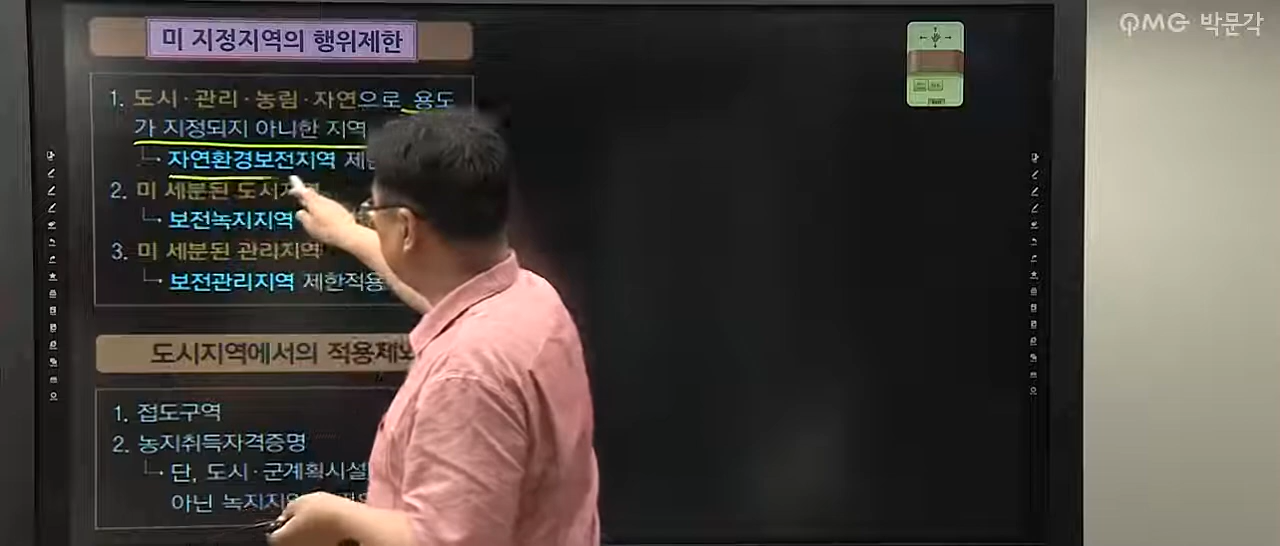 QMG 박문각
미 지정지역의 행위제한
1. 도시·관리·농림·자연으로 용도
가 지정되지 아니한 지역
자연환경보전지역
2. 미 세분된 도시지역
보전녹지지역
3. 미 세분된 관리지역
보전관리지역 제한적용
도시지역에서의 적용제외
1. 접도구역
2. 농지취득자격증명
단, 도시·군계획시설
아닌 녹지지역